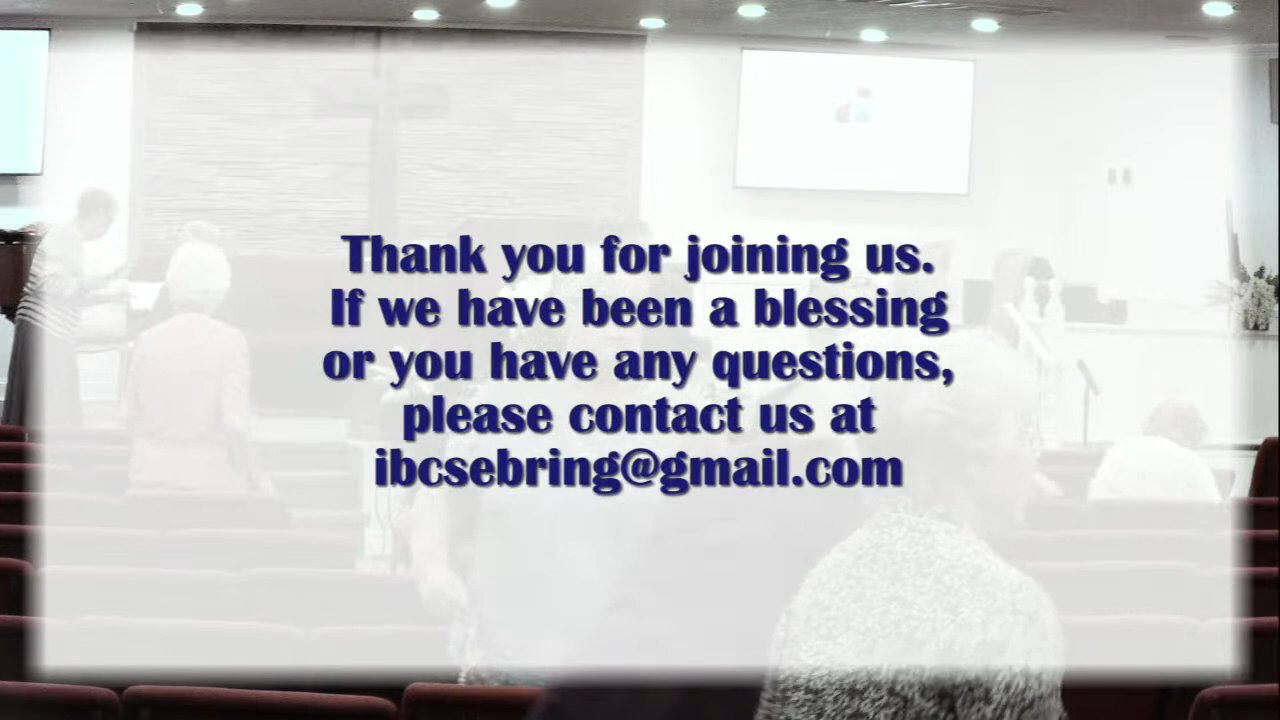 Thank you for joining us.
If we have been a blessing
or you have any questions,
please contact us at
ibcsebring@gmail.com